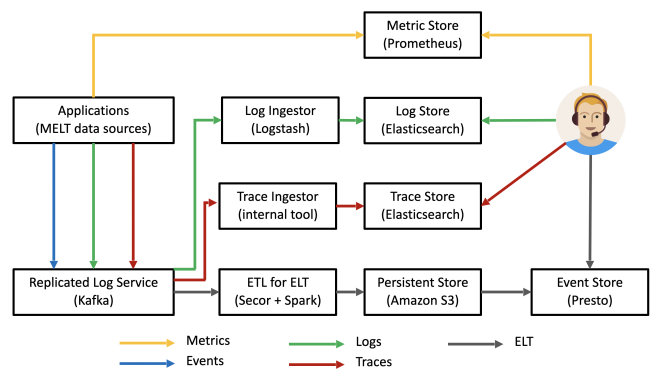 Metric Store
(Prometheus)
Applications
(MELT data sources)
Log Ingestor
(Logstash)
Log Store
(Elasticsearch)
Trace Ingestor
(internal tool)
Trace Store
(Elasticsearch)
Replicated Log Service
(Kafka)
ETL for ELT
(Secor + Spark)
Persistent Store
(Amazon S3)
Event Store
(Presto)
Metrics
Logs
ELT
Events
Traces